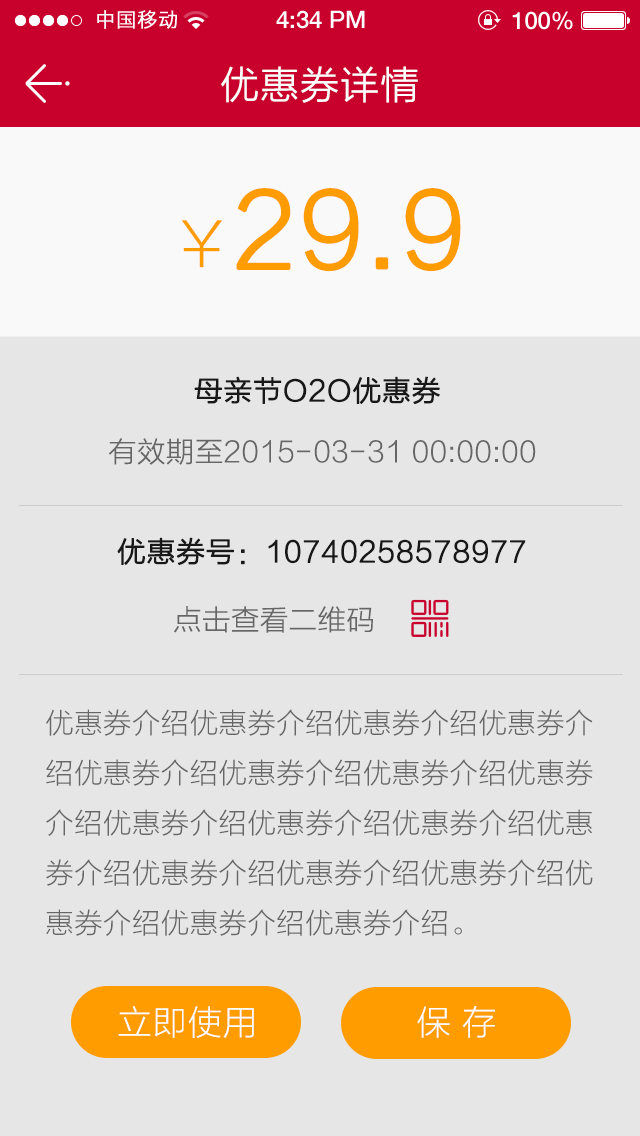 中国移动 4:34 PM 100%
优惠券详情
¥29.9
母亲节O2O优惠券
有效期至2015-03-31 00:00:00
优惠券号：10740258578977
点击查看二维码
优惠券介绍优惠券介绍优惠券介绍优惠券介
绍优惠券介绍优惠券介绍优惠券介绍优惠券
介绍优惠券介绍优惠券介绍优惠券介绍优惠
券介绍优惠券介绍优惠券介绍优惠券介绍优
惠券介绍优惠券介绍优惠券介绍。
立即使用 保 存